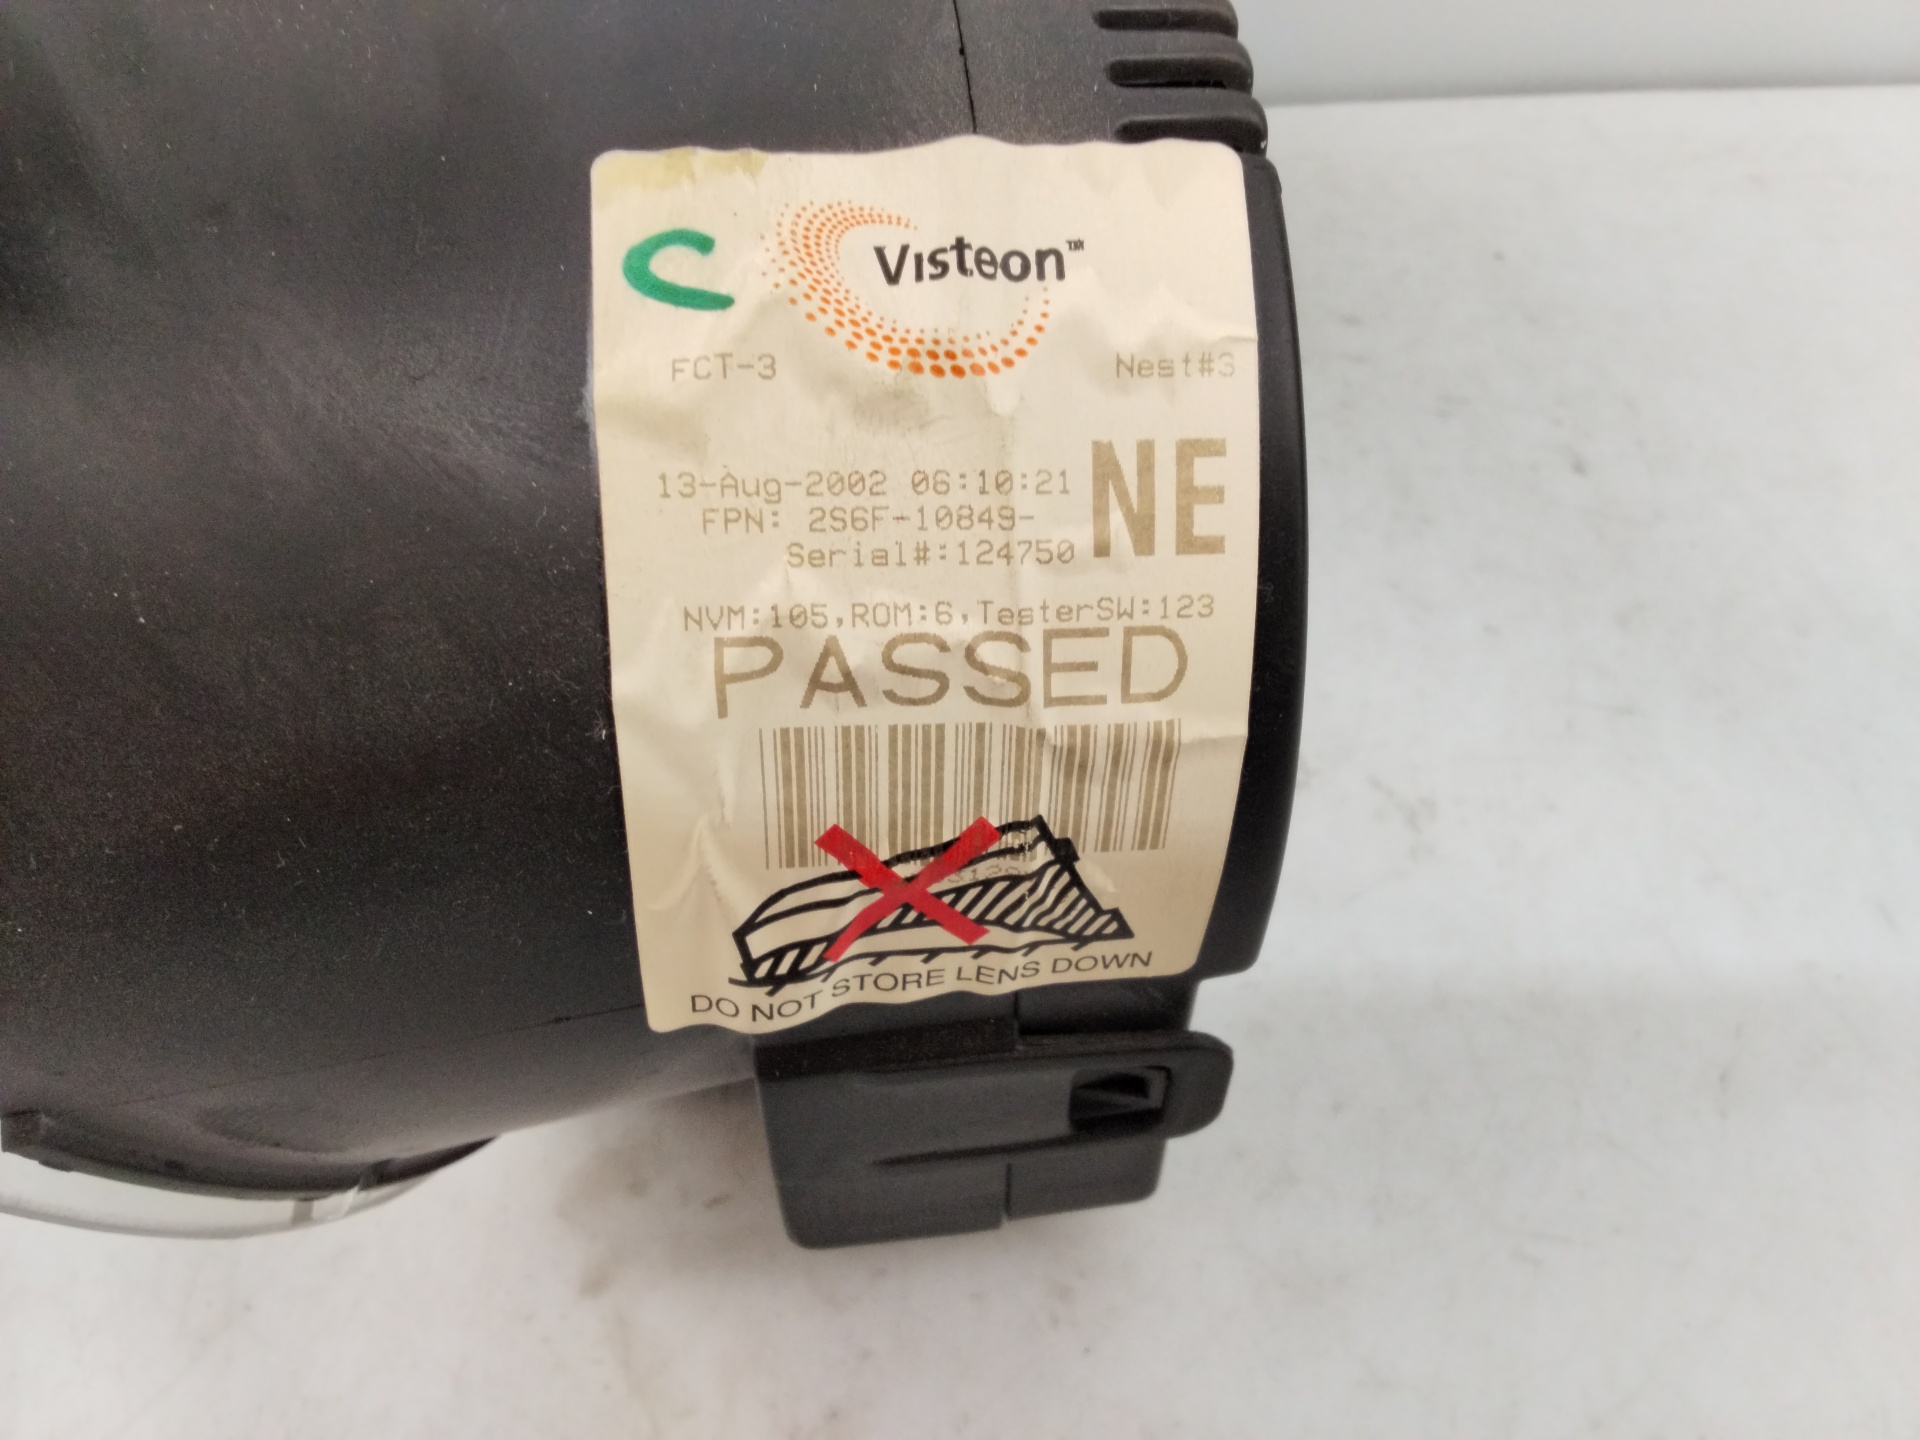 C
Visteon™
FCT-3
Nest#3
13-Aug-2002 06:10:21
NE
FPN: 2S6F-10849-
Serial#:124750
NVM:105,ROM:6,TesterSW:123
PASSED
DO NOT STORE LENS DOWN